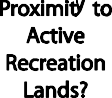 Proximity to
Active
Recreation
Lands?